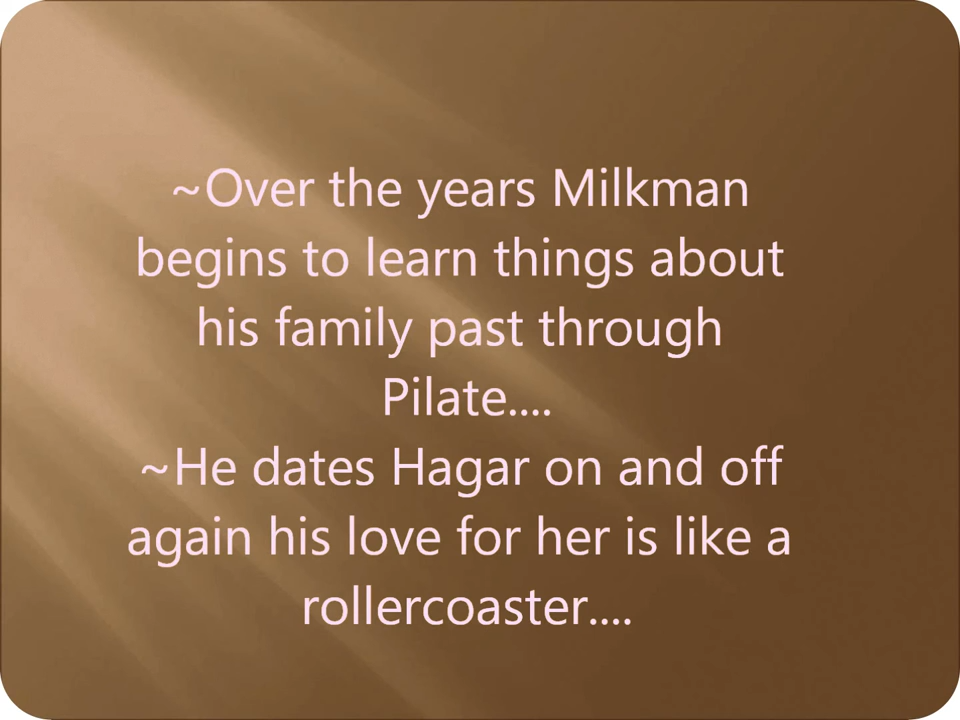 ~Over the years Milkman
begins to learn things about
his family past through
Pilate....
~He dates Hagar on and off
again his love for her is like a
rollercoaster....